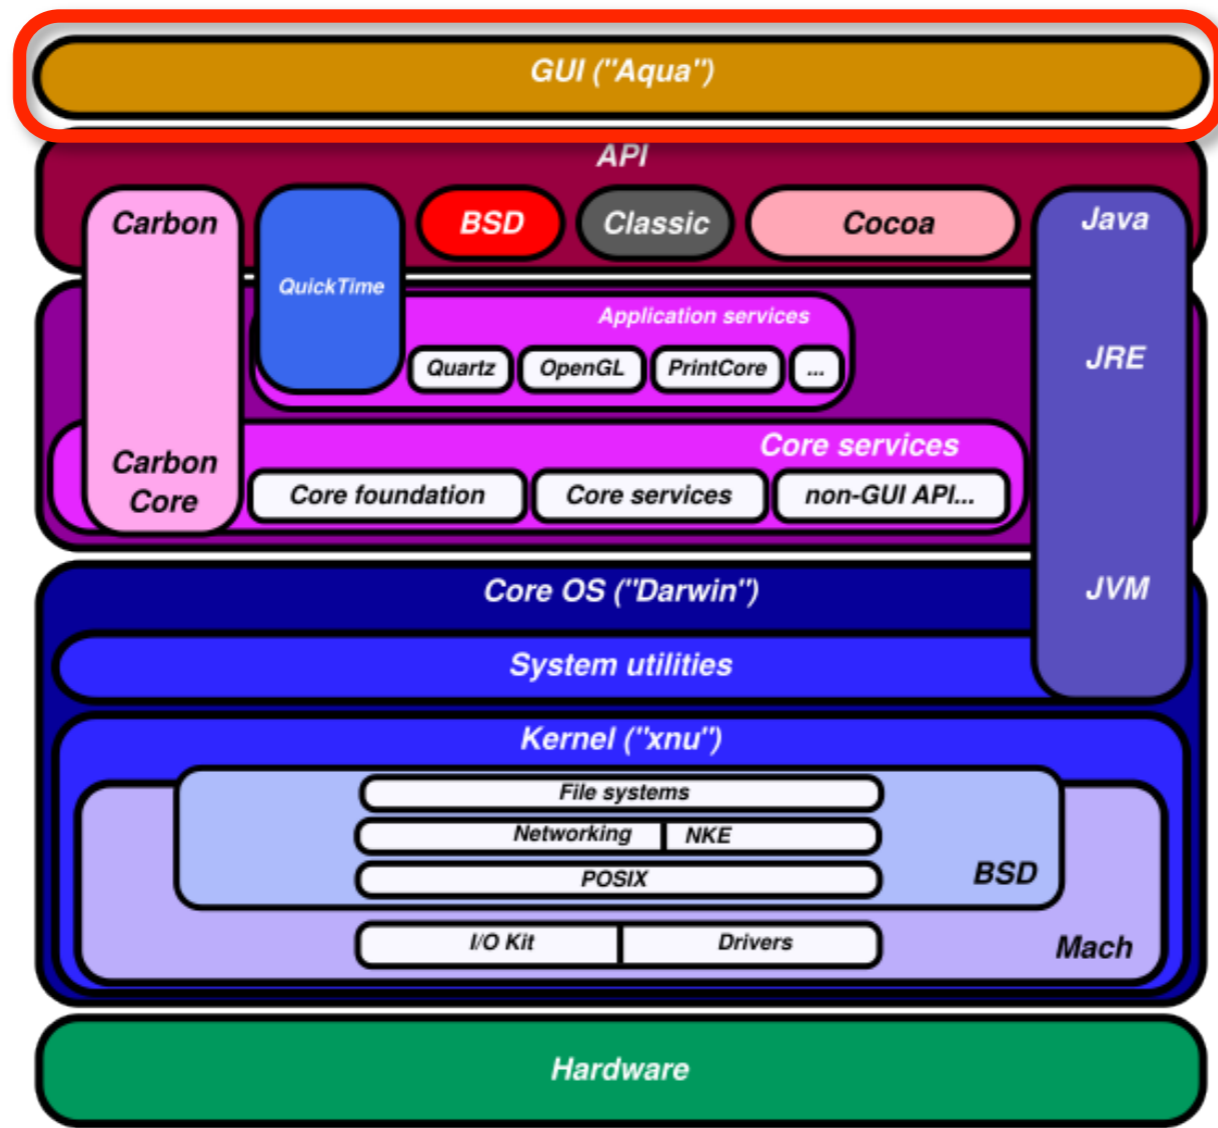 GUI ("Aqua")
API
Carbon
QuickTime
BSD
Classic
Cocoa
Java
Application services
Quartz
OpenGL
PrintCore
...
JRE
Core services
Carbon
Core
Core foundation
Core services
non-GUI API...
Core OS ("Darwin")
JVM
System utilities
Kernel ("xnu")
File systems
Networking
NKE
POSIX
BSD
I/O Kit
Drivers
Mach
Hardware